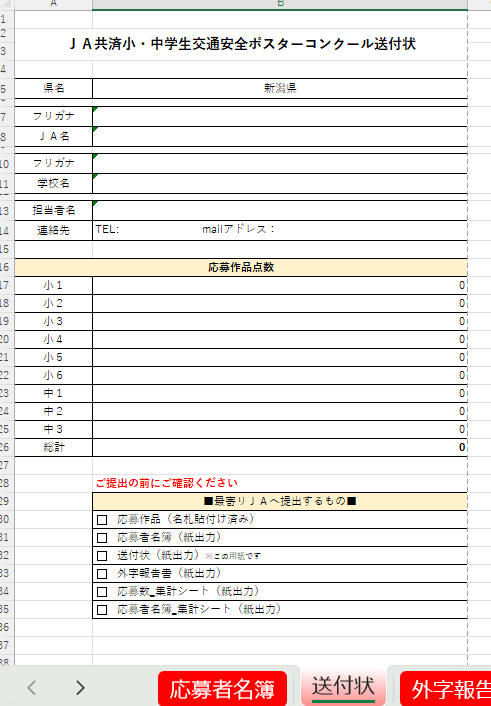 A B
1
2
ＪＡ共済小・中学生交通安全ポスターコンクール送付状
3
4
5 県名 新潟県
7 フリガナ
8 ＪＡ名
10 フリガナ
11 学校名
13 担当者名
14 連絡先 TEL: mailアドレス：
15
16 応募作品点数
17 小1 0
18 小2 0
19 小3 0
20 小4 0
21 小5 0
22 小6 0
23 中1 0
24 中2 0
25 中3 0
26 総計 0
27
28 ご提出の前にご確認ください
29 ■最寄りＪＡへ提出するもの■
30 □ 応募作品（名札貼付け済み）
31 □ 応募者名簿（紙出力）
32 □ 送付状（紙出力）※この用紙です
33 □ 外字報告書（紙出力）
34 □ 応募数_集計シート（紙出力）
35 □ 応募者名簿_集計シート（紙出力）
36
37
38
応募者名簿 送付状 外字報告